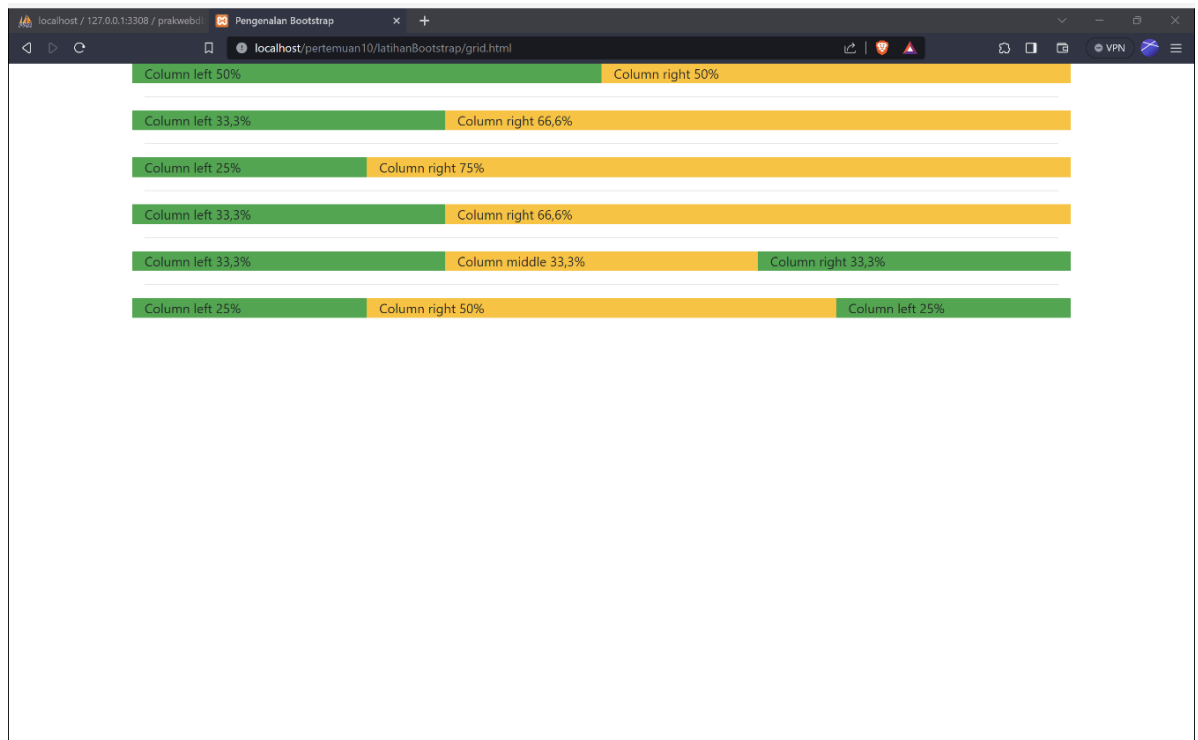 localhost / 127.0.0.1:3308 / prakwebdl
Pengenalan Bootstrap
localhost/pertemuan10/latihanBootstrap/grid.html
VPN
Column left 50% Column right 50%
Column left 33,3% Column right 66,6%
Column left 25% Column right 75%
Column left 33,3% Column right 66,6%
Column left 33,3% Column middle 33,3% Column right 33,3%
Column left 25% Column right 50% Column left 25%